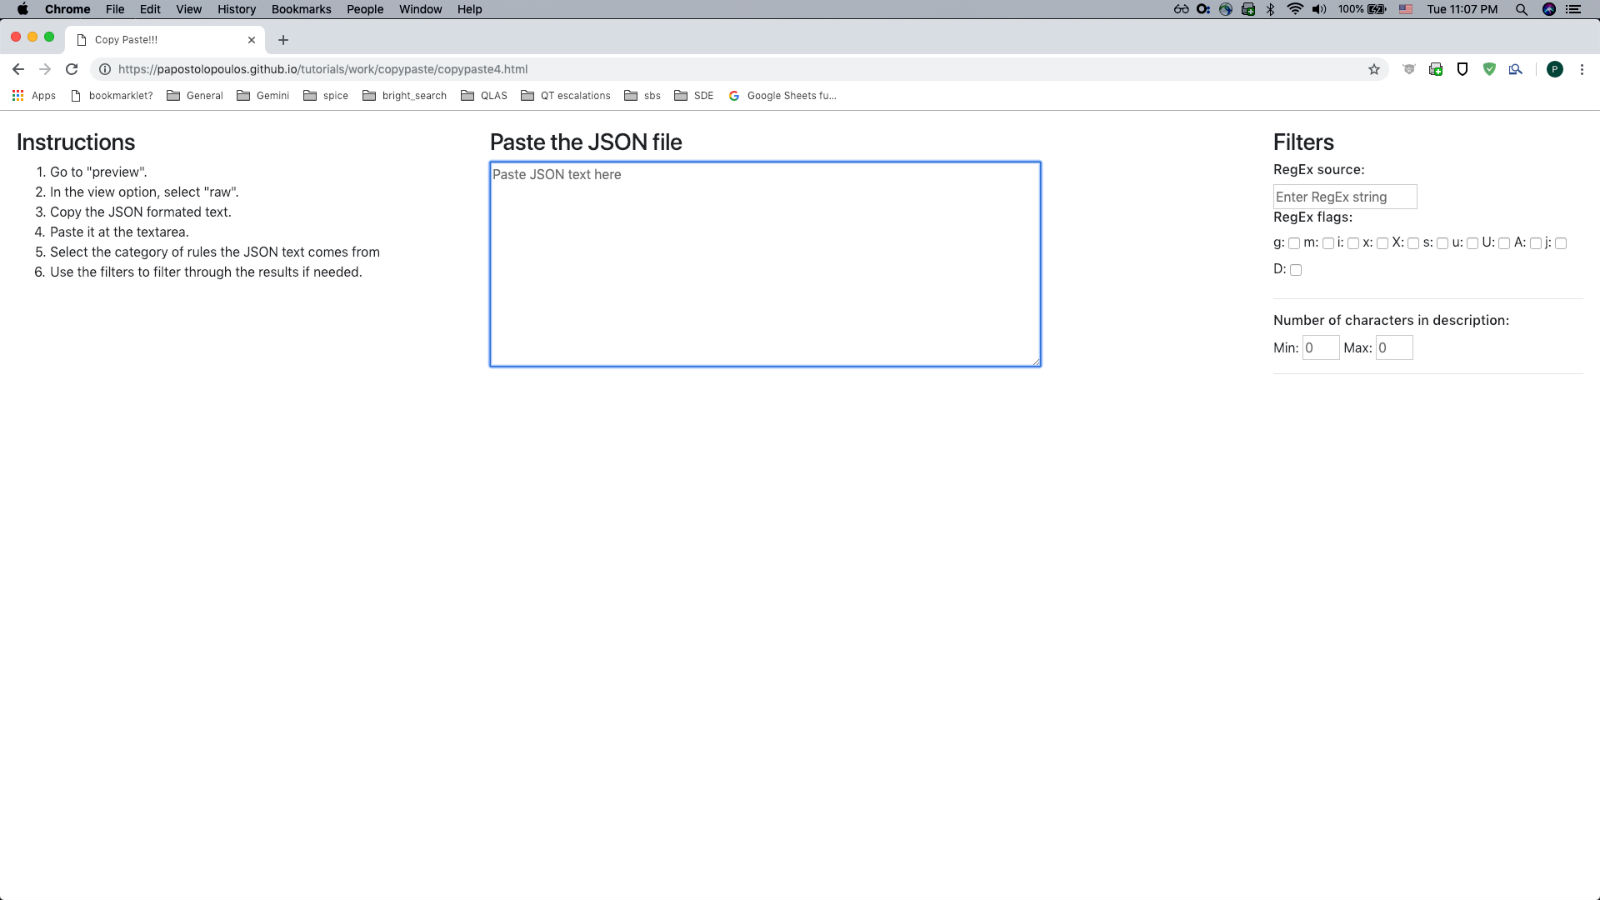 Chrome File Edit View History Bookmarks People Window Help 100% Tue 11:07 PM
Copy Paste!!!
https://papostolopoulos.github.io/tutorials/work/copypaste/copypaste4.html P
Apps bookmarklet? General Gemini spice bright_search QLAS QT escalations sbs SDE Google Sheets fu...
Instructions
1. Go to "preview".
2. In the view option, select "raw".
3. Copy the JSON formated text.
4. Paste it at the textarea.
5. Select the category of rules the JSON text comes from
6. Use the filters to filter through the results if needed.
Paste the JSON file
Paste JSON text here
Filters
RegEx source:
Enter RegEx string
RegEx flags:
g: m: i: x: X: s: u: U: A: j:
D:
Number of characters in description:
Min: 0 Max: 0